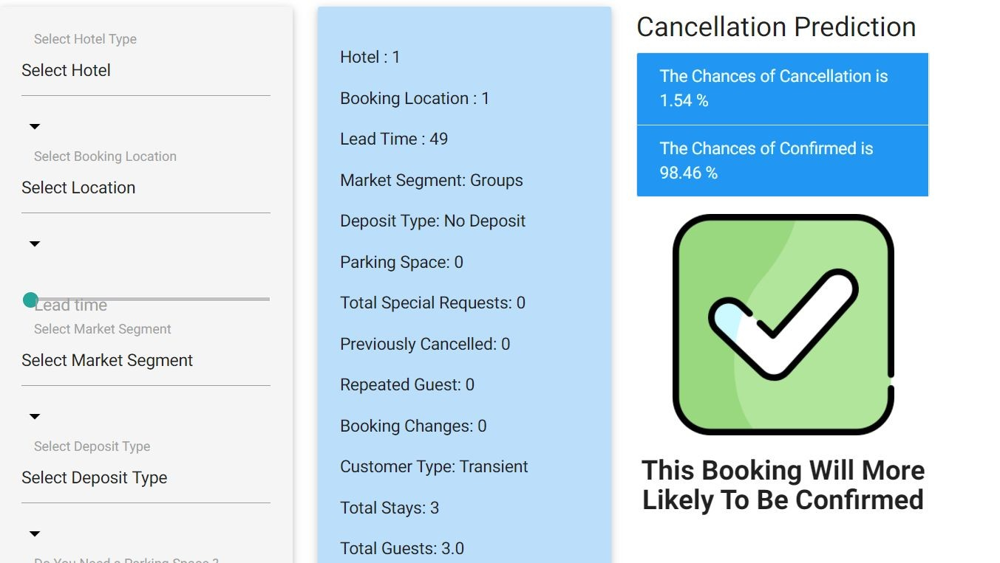 Select Hotel Type
Select Hotel
Select Booking Location
Select Location
Lead time
Select Market Segment
Select Market Segment
Select Deposit Type
Select Deposit Type
Do You Need a Parking Space ?
Hotel : 1
Booking Location : 1
Lead Time : 49
Market Segment: Groups
Deposit Type: No Deposit
Parking Space: 0
Total Special Requests: 0
Previously Cancelled: 0
Repeated Guest: 0
Booking Changes: 0
Customer Type: Transient
Total Stays: 3
Total Guests: 3.0
Cancellation Prediction
The Chances of Cancellation is
1.54 %
The Chances of Confirmed is
98.46 %
This Booking Will More
Likely To Be Confirmed